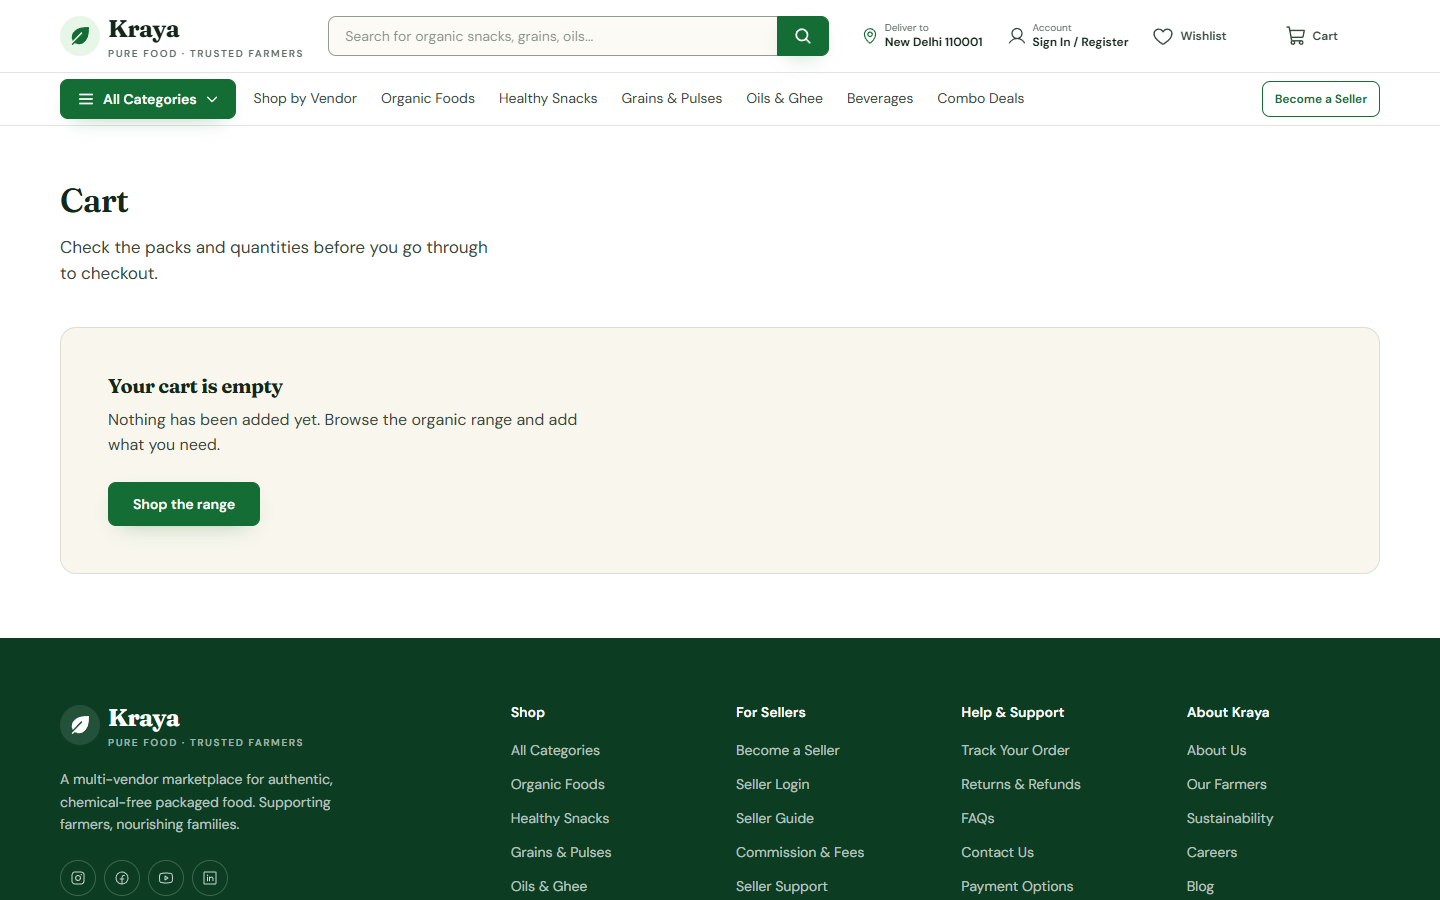 Kraya
PURE FOOD · TRUSTED FARMERS
Search for organic snacks, grains, oils...
Deliver to
New Delhi 110001
Account
Sign In / Register
Wishlist
Cart
All Categories
Shop by Vendor
Organic Foods
Healthy Snacks
Grains & Pulses
Oils & Ghee
Beverages
Combo Deals
Become a Seller
Cart
Check the packs and quantities before you go through
to checkout.
Your cart is empty
Nothing has been added yet. Browse the organic range and add
what you need.
Shop the range
Kraya
PURE FOOD · TRUSTED FARMERS
A multi-vendor marketplace for authentic,
chemical-free packaged food. Supporting
farmers, nourishing families.
Shop
All Categories
Organic Foods
Healthy Snacks
Grains & Pulses
Oils & Ghee
For Sellers
Become a Seller
Seller Login
Seller Guide
Commission & Fees
Seller Support
Help & Support
Track Your Order
Returns & Refunds
FAQs
Contact Us
Payment Options
About Kraya
About Us
Our Farmers
Sustainability
Careers
Blog